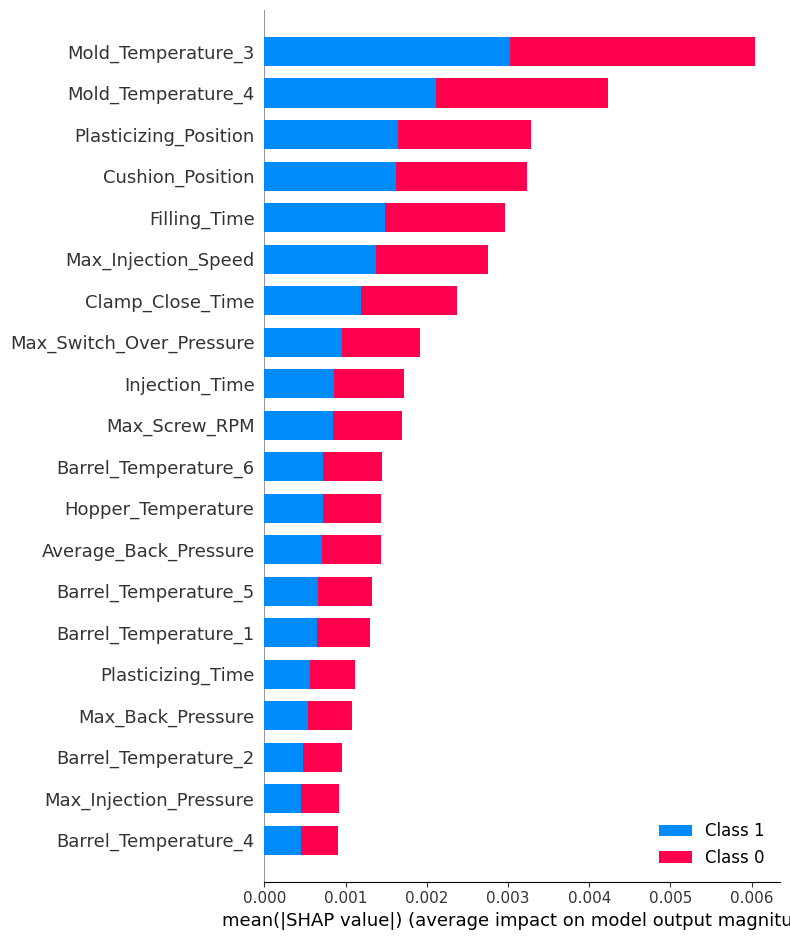 Mold_Temperature_3
Mold_Temperature_4
Plasticizing_Position
Cushion_Position
Filling_Time
Max_Injection_Speed
Clamp_Close_Time
Max_Switch_Over_Pressure
Injection_Time
Max_Screw_RPM
Barrel_Temperature_6
Hopper_Temperature
Average_Back_Pressure
Barrel_Temperature_5
Barrel_Temperature_1
Plasticizing_Time
Max_Back_Pressure
Barrel_Temperature_2
Max_Injection_Pressure
Barrel_Temperature_4
Class 1
Class 0
0.000 0.001 0.002 0.003 0.004 0.005 0.006
mean(|SHAP value|) (average impact on model output magnitu